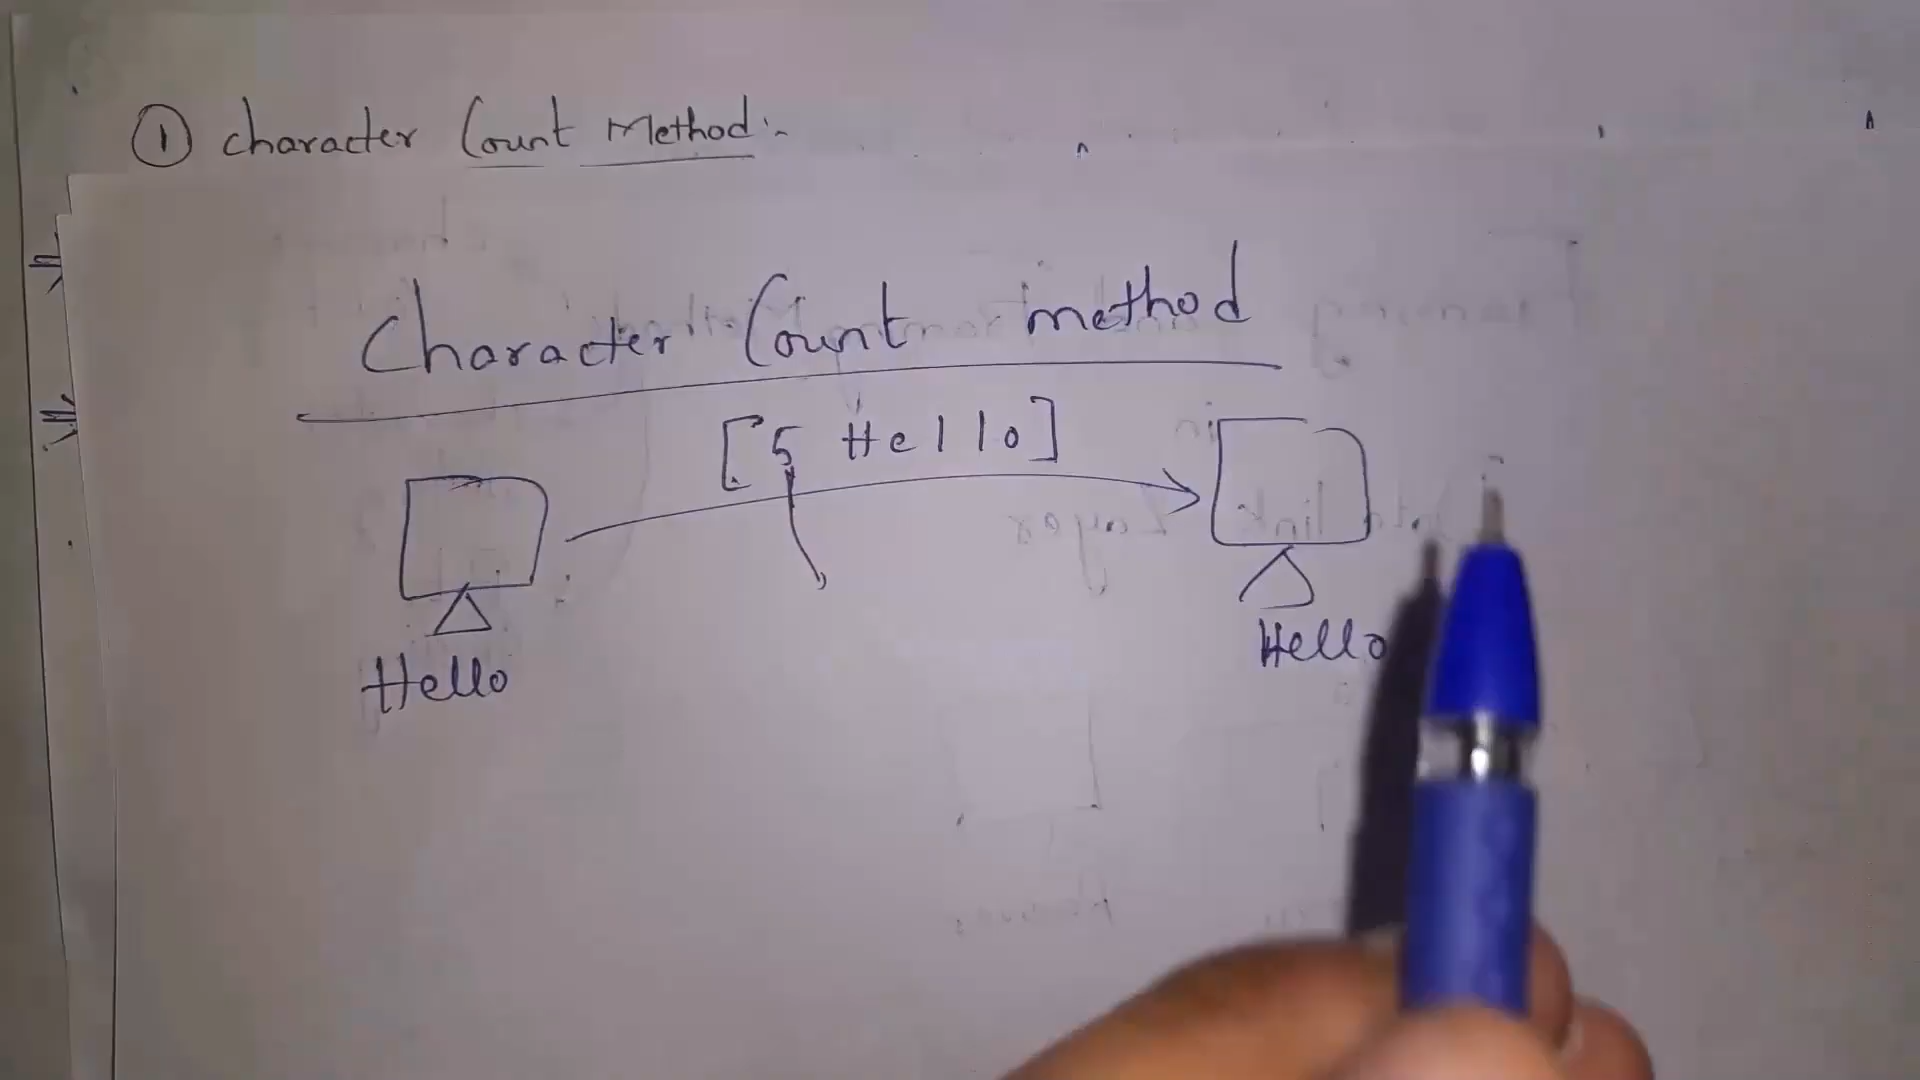 ① Character Count Method:-
Character Count method
[5 Hello]
Hello
Hello